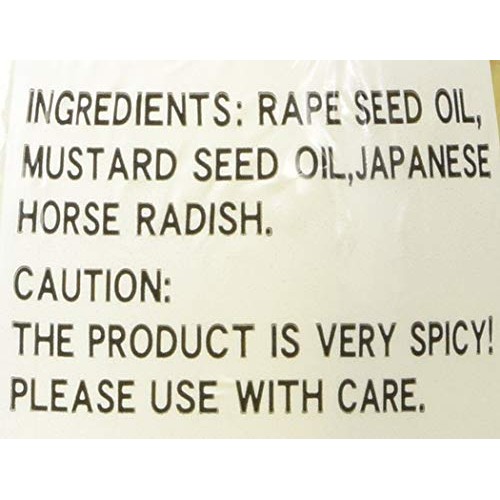 INGREDIENTS: RAPE SEED OIL,
MUSTARD SEED OIL,JAPANESE
HORSE RADISH.
CAUTION:
THE PRODUCT IS VERY SPICY!
PLEASE USE WITH CARE.